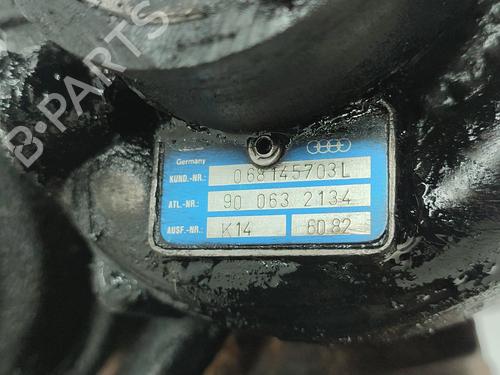 B-PARTS
Germany
KUND.-NR.: 068145703L
ATL.-NR.: 90 063 2134
AUSF.-NR.: K14 60.82